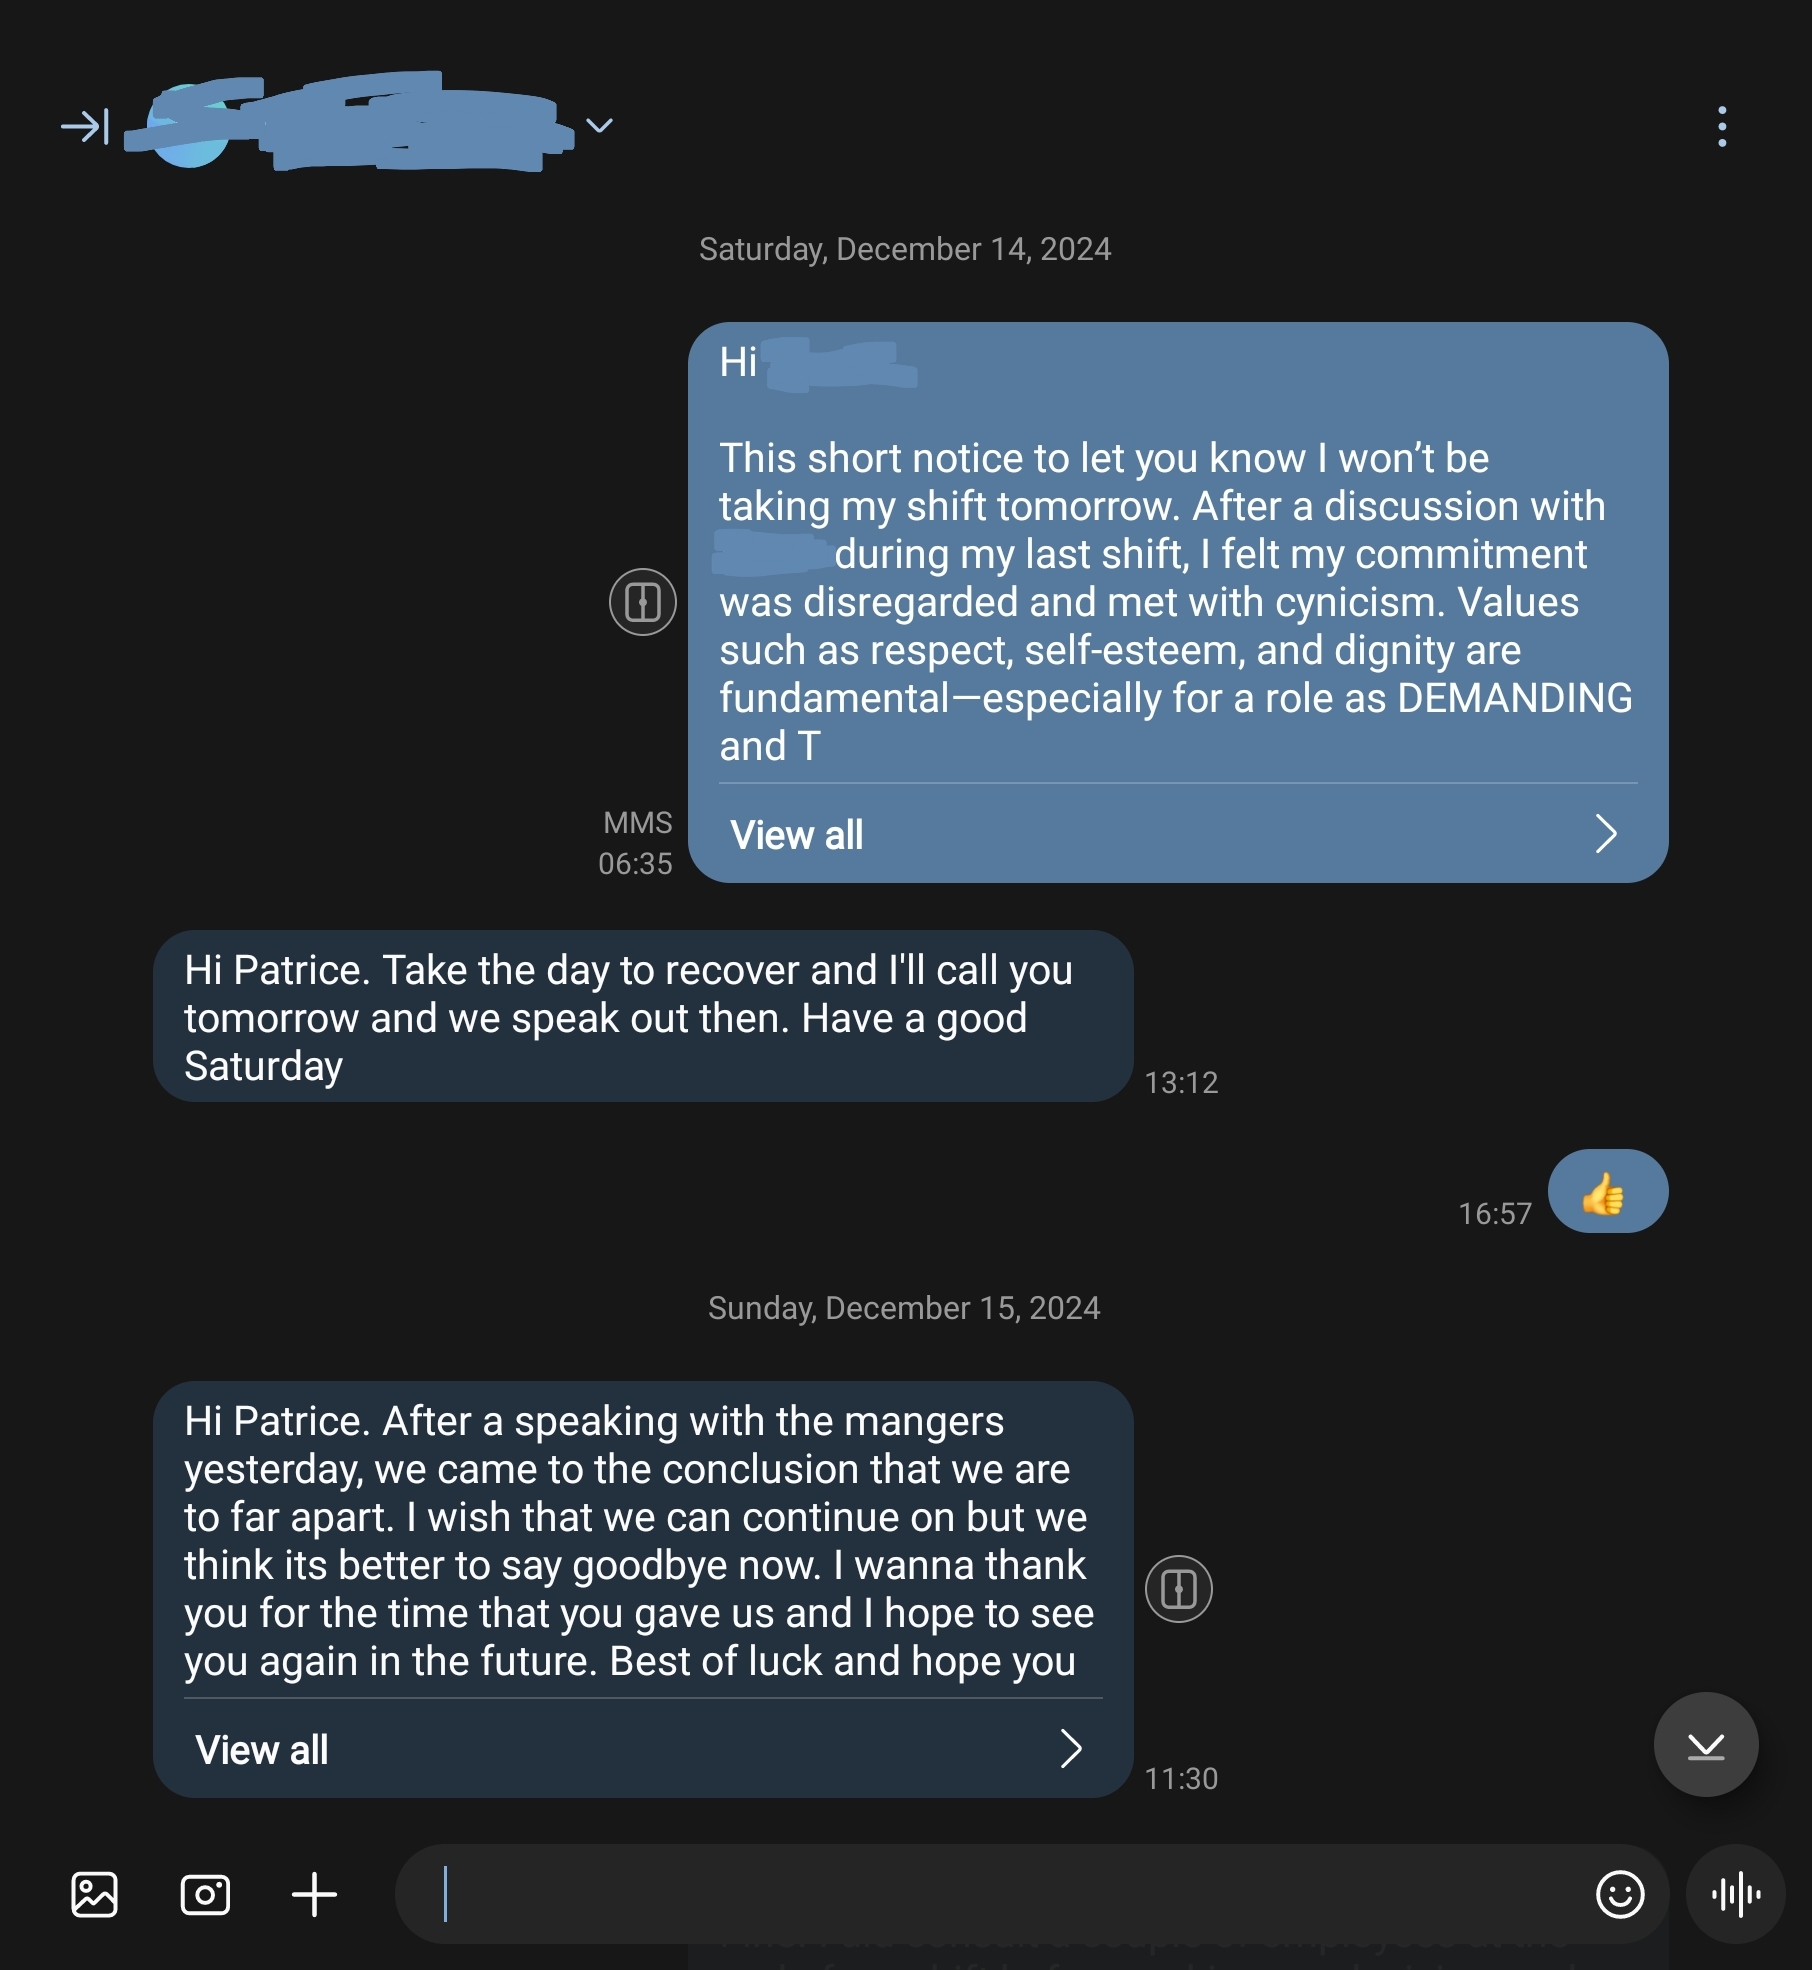 Saturday, December 14, 2024
Hi
This short notice to let you know I won’t be
taking my shift tomorrow. After a discussion with
during my last shift, I felt my commitment
was disregarded and met with cynicism. Values
such as respect, self-esteem, and dignity are
fundamental—especially for a role as DEMANDING
and T
View all
MMS
06:35
Hi Patrice. Take the day to recover and I'll call you
tomorrow and we speak out then. Have a good
Saturday
13:12
👍
16:57
Sunday, December 15, 2024
Hi Patrice. After a speaking with the mangers
yesterday, we came to the conclusion that we are
to far apart. I wish that we can continue on but we
think its better to say goodbye now. I wanna thank
you for the time that you gave us and I hope to see
you again in the future. Best of luck and hope you
View all
11:30